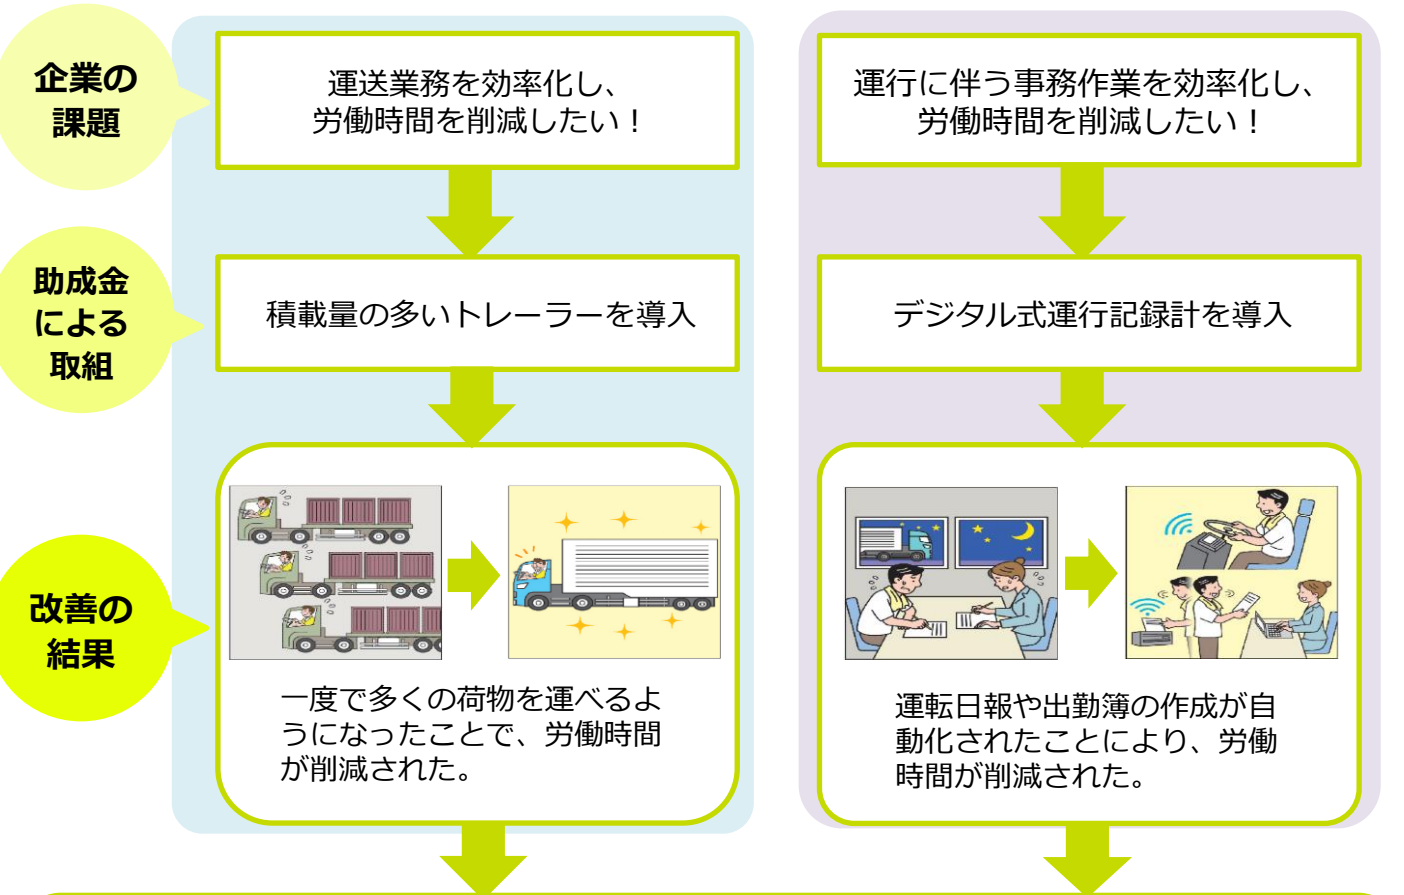 企業の
課題
運送業務を効率化し、
労働時間を削減したい！
運行に伴う事務作業を効率化し、
労働時間を削減したい！
助成金
による
取組
積載量の多いトレーラーを導入
デジタル式運行記録計を導入
改善の
結果
一度で多くの荷物を運べるよ
うになったことで、労働時間
が削減された。
運転日報や出勤簿の作成が自
動化されたことにより、労働
時間が削減された。